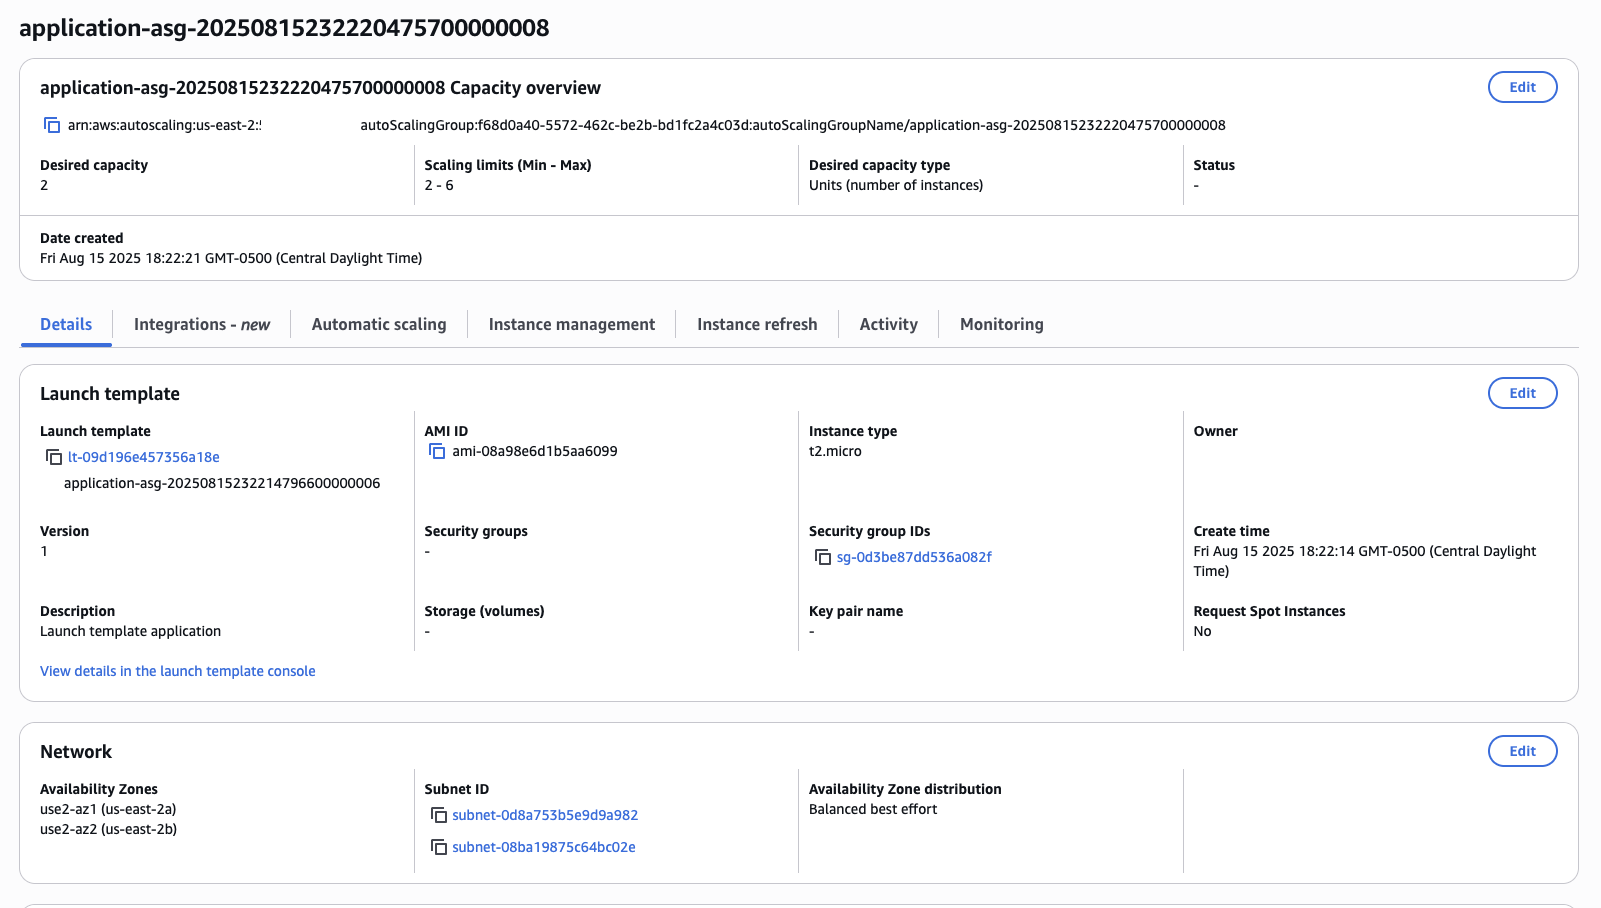 application-asg-20250815232220475700000008
application-asg-20250815232220475700000008 Capacity overview
Edit
arn:aws:autoscaling:us-east-2: autoScalingGroup:f68d0a40-5572-462c-be2b-bd1fc2a4c03d:autoScalingGroupName/application-asg-20250815232220475700000008
Desired capacity
2
Scaling limits (Min - Max)
2 - 6
Desired capacity type
Units (number of instances)
Status
-
Date created
Fri Aug 15 2025 18:22:21 GMT-0500 (Central Daylight Time)
Details
Integrations - new
Automatic scaling
Instance management
Instance refresh
Activity
Monitoring
Launch template
Edit
Launch template
lt-09d196e457356a18e
application-asg-20250815232214796600000006
AMI ID
ami-08a98e6d1b5aa6099
Instance type
t2.micro
Owner
Version
1
Security groups
-
Security group IDs
sg-0d3be87dd536a082f
Create time
Fri Aug 15 2025 18:22:14 GMT-0500 (Central Daylight
Time)
Description
Launch template application
Storage (volumes)
-
Key pair name
-
Request Spot Instances
No
View details in the launch template console
Network
Edit
Availability Zones
use2-az1 (us-east-2a)
use2-az2 (us-east-2b)
Subnet ID
subnet-0d8a753b5e9d9a982
subnet-08ba19875c64bc02e
Availability Zone distribution
Balanced best effort